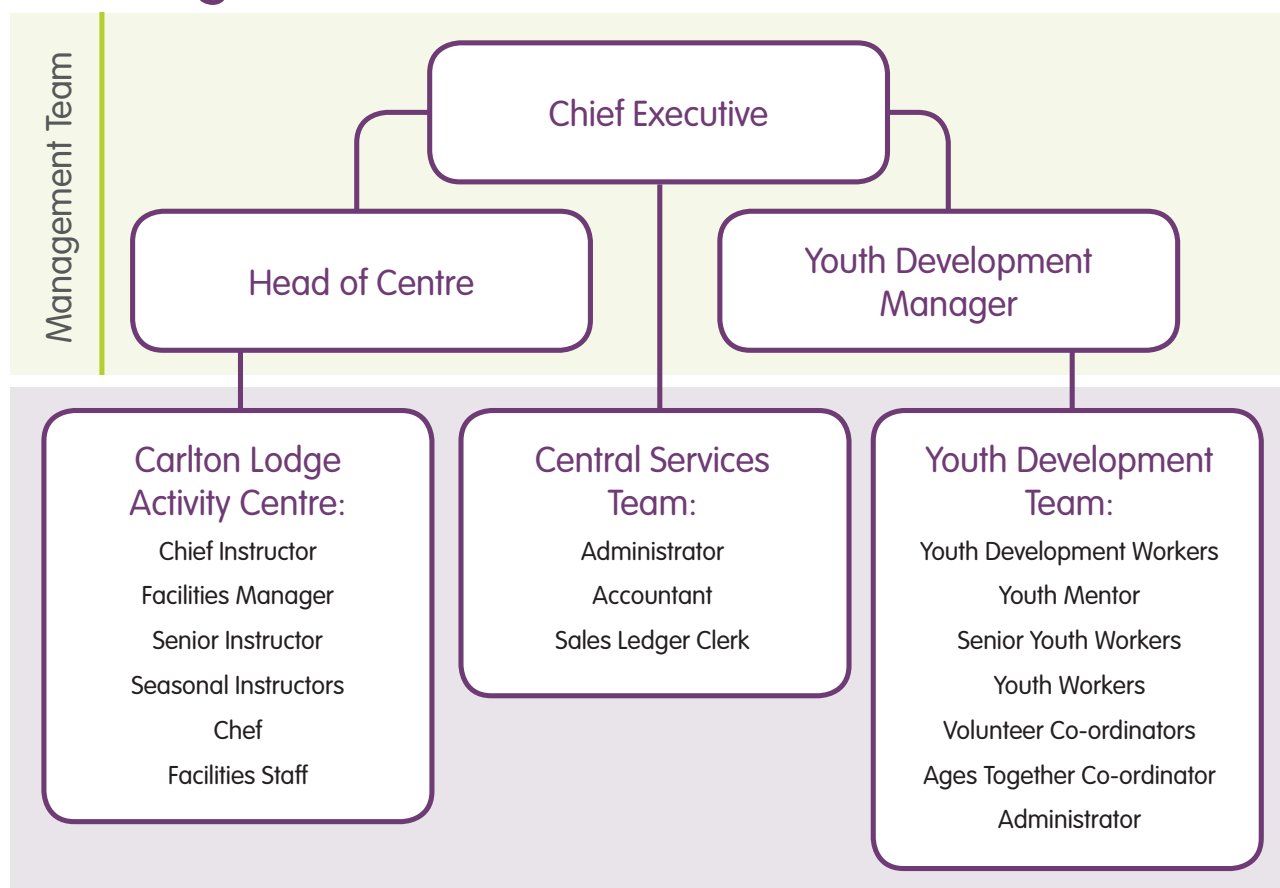 Management Team
Chief Executive
Head of Centre
Youth Development
Manager
Carlton Lodge
Activity Centre:
Chief Instructor
Facilities Manager
Senior Instructor
Seasonal Instructors
Chef
Facilities Staff
Central Services
Team:
Administrator
Accountant
Sales Ledger Clerk
Youth Development
Team:
Youth Development Workers
Youth Mentor
Senior Youth Workers
Youth Workers
Volunteer Co-ordinators
Ages Together Co-ordinator
Administrator